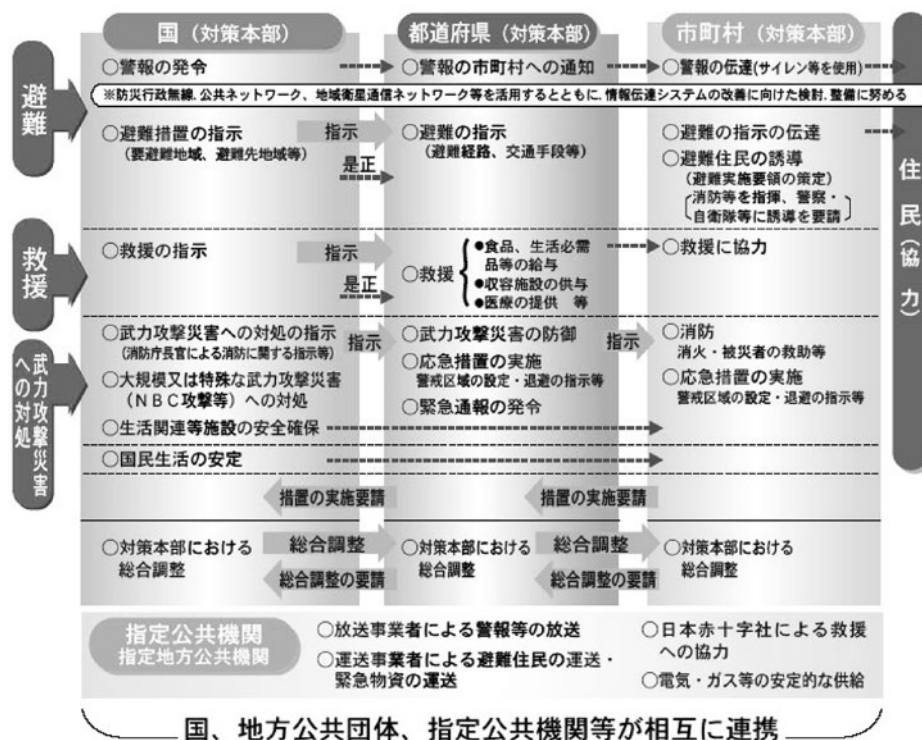 国（対策本部）
都道府県（対策本部）
市町村（対策本部）
避難
○警報の発令
○警報の市町村への通知
○警報の伝達(サイレン等を使用)
※防災行政無線．公共ネットワーク、地域衛星通信ネットワーク等を活用するとともに．情報伝達システムの改善に向けた検討．整備に努める
○避難措置の指示
(要避難地域、避難先地域等)
指示
是正
○避難の指示
(避難経路、交通手段等)
○避難の指示の伝達
○避難住民の誘導
(避難実施要領の策定)
消防等を指揮、警察・
自衛隊等に誘導を要請
住民（協力）
救援
○救援の指示
指示
是正
○救援
●食品、生活必需
品等の給与
●収容施設の供与
●医療の提供　等
○救援に協力
武力攻撃災害
への対処
○武力攻撃災害への対処の指示
(消防庁長官による消防に関する指示等)
指示
○大規模又は特殊な武力攻撃災害
（ＮＢＣ攻撃等）への対処
○生活関連等施設の安全確保
○国民生活の安定
○武力攻撃災害の防御
指示
○応急措置の実施
警戒区域の設定・退避の指示等
○緊急通報の発令
○消防
消火・被災者の救助等
○応急措置の実施
警戒区域の設定・退避の指示等
措置の実施要請
措置の実施要請
○対策本部における
総合調整
総合調整
総合調整の要請
○対策本部における
総合調整
総合調整
総合調整の要請
○対策本部における
総合調整
指定公共機関
指定地方公共機関
○放送事業者による警報等の放送
○運送事業者による避難住民の運送・
緊急物資の運送
○日本赤十字社による救援
への協力
○電気・ガス等の安定的な供給
国、地方公共団体、指定公共機関等が相互に連携